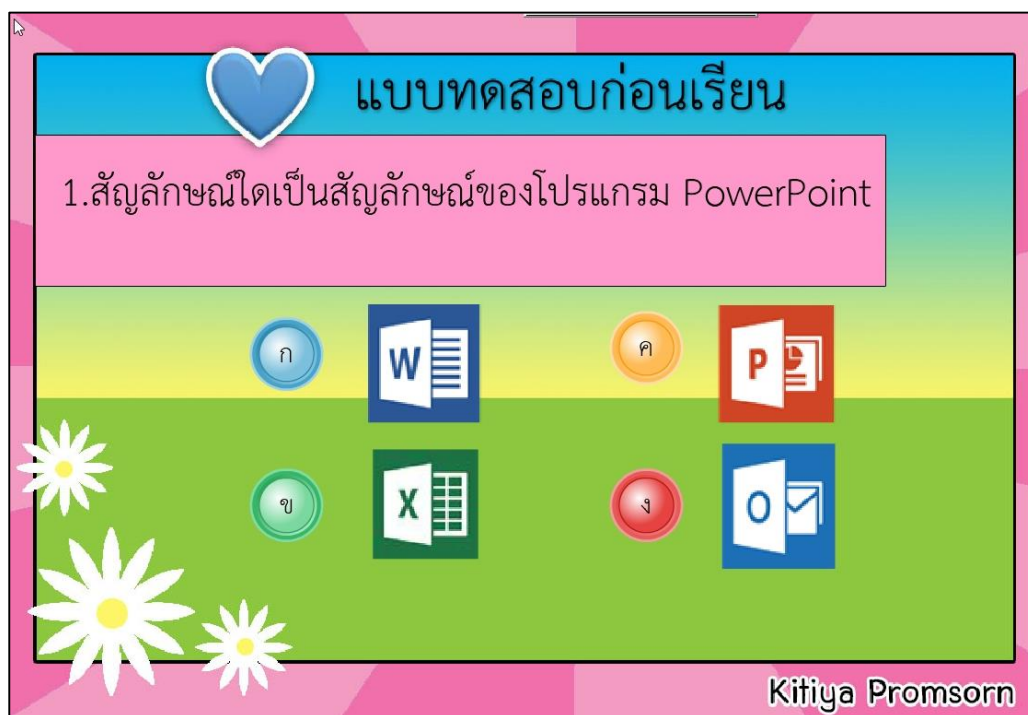 แบบทดสอบก่อนเรียน
1.สัญลักษณ์ใดเป็นสัญลักษณ์ของโปรแกรม PowerPoint
ก
W
ค
P
ข
X
ง
O
Kitiya Promsorn